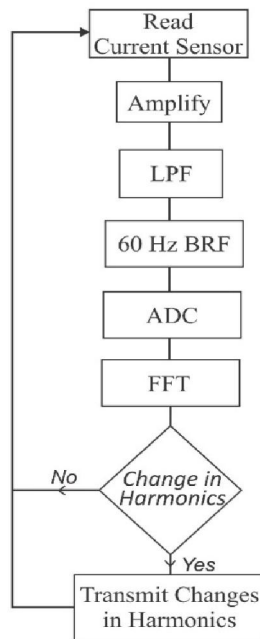 Read
Current Sensor
Amplify
LPF
60 Hz BRF
ADC
FFT
Change in
Harmonics
No
Yes
Transmit Changes
in Harmonics